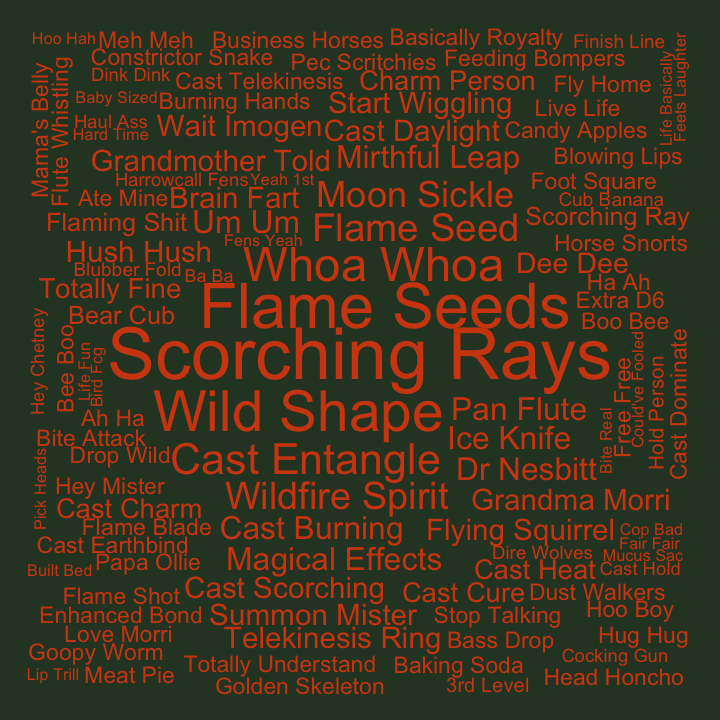 Hoo Hah
Meh Meh
Business Horses
Basically Royalty
Finish Line
Constrictor Snake
Pec Scritchies
Feeding Bompers
Dink Dink
Cast Telekinesis
Charm Person
Fly Home
Mama's Belly
Flute Whistling
Baby Sized
Burning Hands
Start Wiggling
Live Life
Life Basically
Feets Laughter
Haul Ass
Hard Time
Wait Imogen
Cast Daylight
Candy Apples
Grandmother Told
Mirthful Leap
Blowing Lips
Harrowcall Fens
Yeah 1st
Foot Square
Ate Mine
Brain Fart
Moon Sickle
Cub Banana
Flaming Shit
Um Um
Flame Seed
Scorching Ray
Fens Yeah
Horse Snorts
Hush Hush
Whoa Whoa
Dee Dee
Blubber Fold
Ba Ba
Ha Ah
Totally Fine
Flame Seeds
Extra D6
Bear Cub
Boo Bee
Hey Chetney
Bee Boo
Life Fun
Bird Fog
Scorching Rays
Could've Fooled
Free Free
Hold Person
Cast Dominate
Ah Ha
Wild Shape
Pan Flute
Bite Real
Bite Attack
Ice Knife
Drop Wild
Cast Entangle
Dr Nesbitt
Pick Heads
Hey Mister
Wildfire Spirit
Grandma Morri
Cast Charm
Flame Blade
Cast Burning
Flying Squirrel
Cop Bad
Cast Earthbind
Fair Fair
Papa Ollie
Magical Effects
Dire Wolves
Mucus Sac
Built Bed
Cast Heat
Cast Hold
Flame Shot
Cast Scorching
Cast Cure
Dust Walkers
Enhanced Bond
Summon Mister
Stop Talking
Hoo Boy
Love Morri
Telekinesis Ring
Bass Drop
Hug Hug
Goopy Worm
Totally Understand
Baking Soda
Cocking Gun
Lip Trill
Meat Pie
Golden Skeleton
3rd Level
Head Honcho